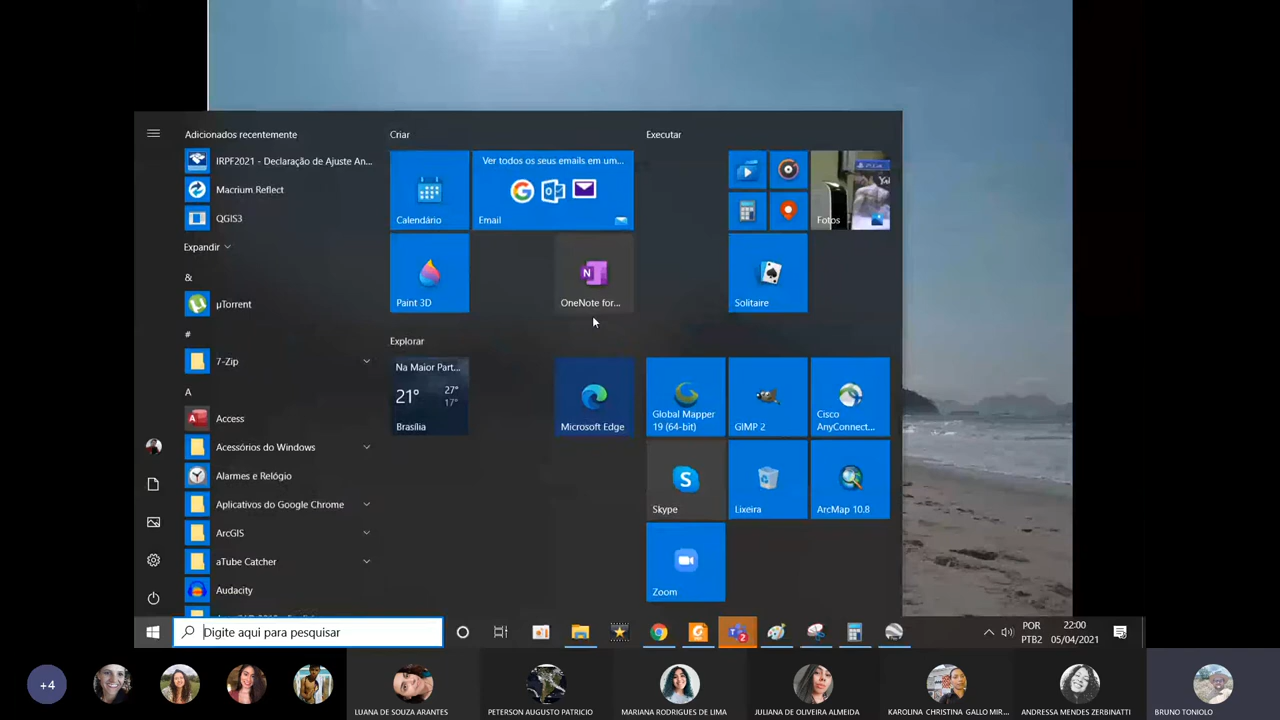 Adicionados recentemente
IRPF2021 - Declaração de Ajuste An...
Macrium Reflect
QGIS3
Expandir
&
µTorrent
#
7-Zip
A
Access
Acessórios do Windows
Alarmes e Relógio
Aplicativos do Google Chrome
ArcGIS
aTube Catcher
Audacity
Criar
Calendário
Ver todos os seus emails em um...
Email
Paint 3D
OneNote for...
Explorar
Na Maior Part...
21° 27°
17°
Brasília
Microsoft Edge
Executar
Fotos
Solitaire
Global Mapper
19 (64-bit)
GIMP 2
Cisco
AnyConnect...
Skype
Lixeira
ArcMap 10.8
Zoom
Digite aqui para pesquisar
POR
PTB2
22:00
05/04/2021
+4
LUANA DE SOUZA ARANTES
PETERSON AUGUSTO PATRICIO
MARIANA RODRIGUES DE LIMA
JULIANA DE OLIVEIRA ALMEIDA
KAROLINA CHRISTINA GALLO MIR...
ANDRESSA MENDES ZERBINATTI
BRUNO TONIOLO